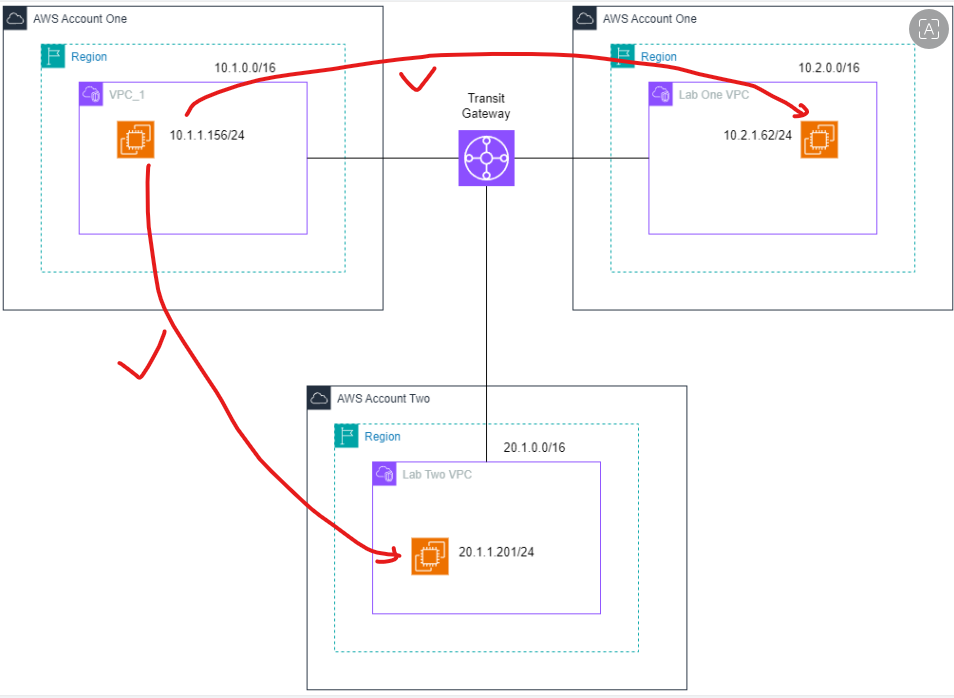 AWS Account One
Region
10.1.0.0/16
VPC_1
10.1.1.156/24
Transit
Gateway
AWS Account One
Region
10.2.0.0/16
Lab One VPC
10.2.1.62/24
A
AWS Account Two
Region
20.1.0.0/16
Lab Two VPC
20.1.1.201/24